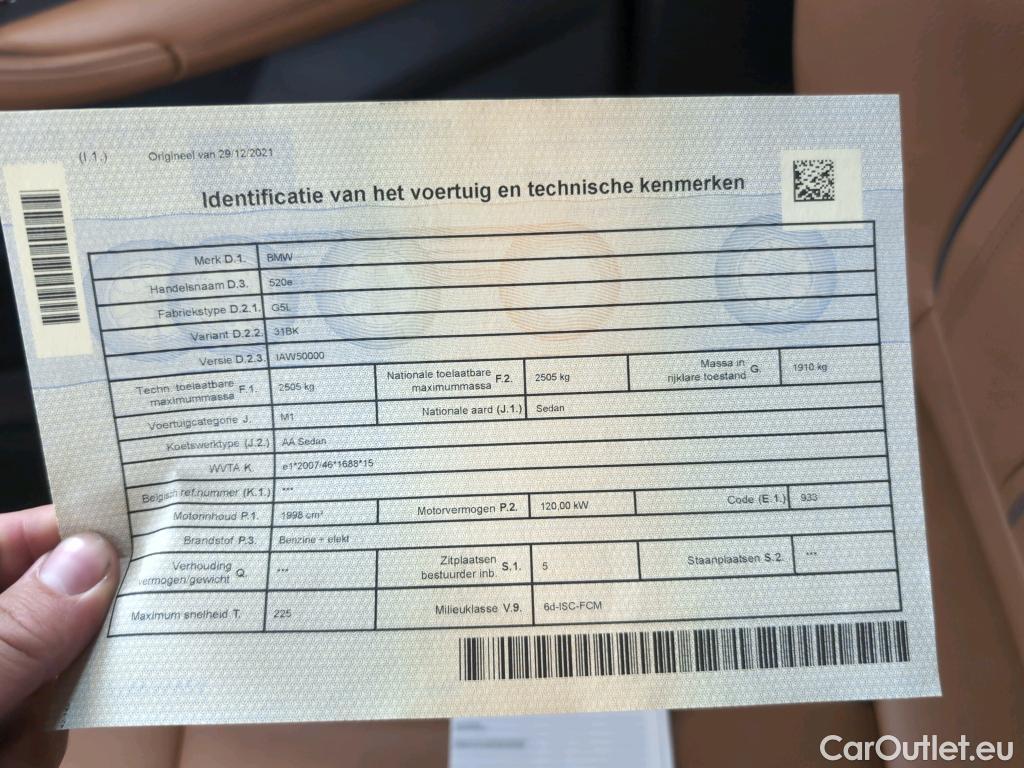 (I.1.) Origineel van 29/12/2021
Identificatie van het voertuig en technische kenmerken
Merk D.1. BMW
Handelsnaam D.3. 520e
Fabriekstype D.2.1. G5L
Variant D.2.2. 31BK
Versie D.2.3. IAW50000
Techn. toelaatbare maximummassa F.1. 2505 kg Nationale toelaatbare maximummassa F.2. 2505 kg Massa in rijklare toestand G. 1910 kg
Voertuigcategorie J. M1 Nationale aard (J.1.) Sedan
Koetswerktype (J.2.) AA Sedan
WVTA K. e1*2007/46*1688*15
Belgisch ref.nummer (K.1.) ***
Motorinhoud P.1. 1998 cm³ Motorvermogen P.2. 120,00 kW Code (E.1.) 933
Brandstof P.3. Benzine + elekt
Verhouding vermogen/gewicht Q. *** Zitplaatsen bestuurder inb. S.1. 5 Staanplaatsen S.2. ***
Maximum snelheid T. 225 Milieuklasse V.9. 6d-ISC-FCM
CarOutlet.eu